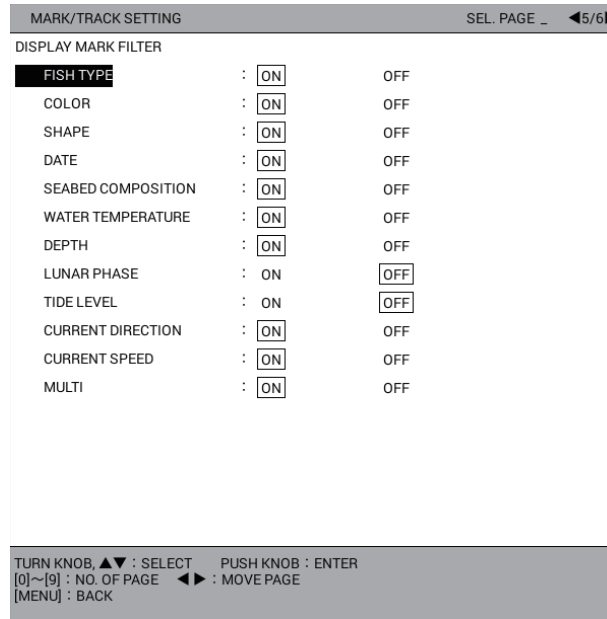 MARK/TRACK SETTING SEL. PAGE _ ◀5/6
DISPLAY MARK FILTER
FISH TYPE : ON OFF
COLOR : ON OFF
SHAPE : ON OFF
DATE : ON OFF
SEABED COMPOSITION : ON OFF
WATER TEMPERATURE : ON OFF
DEPTH : ON OFF
LUNAR PHASE : ON OFF
TIDE LEVEL : ON OFF
CURRENT DIRECTION : ON OFF
CURRENT SPEED : ON OFF
MULTI : ON OFF
TURN KNOB, ▲▼ : SELECT PUSH KNOB : ENTER
[0]~[9] : NO. OF PAGE ◀ ▶ : MOVE PAGE
[MENU] : BACK